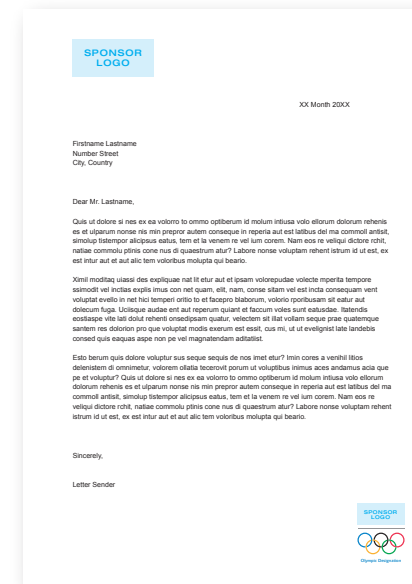 SPONSOR
LOGO
XX Month 20XX
Firstname Lastname
Number Street
City, Country
Dear Mr. Lastname,
Quis ut dolore si nes ex ea volorro to ommo optiberum id molum intiusa volo ellorum dolorum rehenis
es et ulparum nonse nis min prepror autem conseque in reperia aut est latibus del ma commoll antisit,
simolup tistempor alicipsus eatus, tem et la venem re vel ium corem. Nam eos re veliqui dictore rchit,
natiae commolu ptinis cone nus di quaestrum atur? Labore nonse voluptam rehent istrum id ut est, ex
est intur aut et aut alic tem voloribus molupta qui beario.
Ximil moditaq uiassi des expliquae nat lit etur aut et ipsam volorepudae volecte mperita tempore
ssimodit vel inctias explis imus con net quam, elit, nam, conse sitam vel est incta consequam vent
voluptat evello in net hici temperi oritio to et facepro blaborum, volorio rporibusam sit eatur aut
dolecum fuga. Uciisque audae ent aut reperum quiant et faccum voles sunt eatusdae. Itatendis
eostiaspe vite lati dolut rehenti onsedipsam quatur, velectem sit illat vollam seque prae quatemque
santem res dolorion pro que voluptat modis exerum est essit, cus mi, ut ut evelignist late landebis
consed quis eaquas aspe non pe vel magnatendam aditatiist.
Esto berum quis dolore voluptur sus seque sequis de nos imet etur? Imin cores a venihil litios
delenistem di omnimetur, volorem ollatia tecerovit porum ut voluptibus inimus aces andamus acia que
pe et voluptur? Quis ut dolore si nes ex ea volorro to ommo optiberum id molum intiusa volo ellorum
dolorum rehenis es et ulparum nonse nis min prepror autem conseque in reperia aut est latibus del ma
commoll antisit, simolup tistempor alicipsus eatus, tem et la venem re vel ium corem. Nam eos re
veliqui dictore rchit, natiae commolu ptinis cone nus di quaestrum atur? Labore nonse voluptam rehent
istrum id ut est, ex est intur aut et aut alic tem voloribus molupta qui beario.
Sincerely,
Letter Sender
SPONSOR
LOGO
Olympic Designation